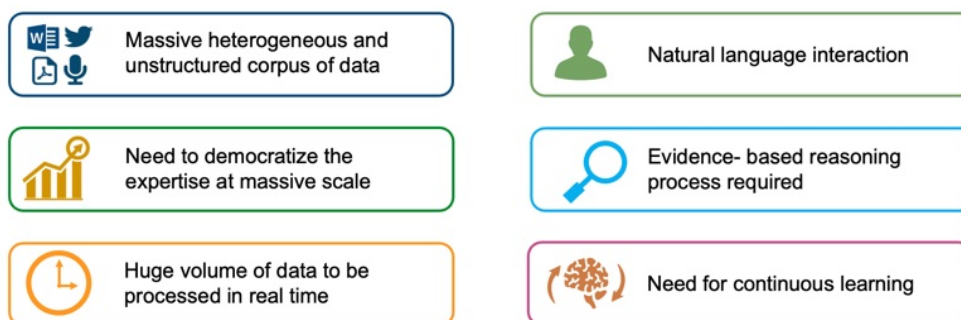 Massive heterogeneous and
unstructured corpus of data
Natural language interaction
Need to democratize the
expertise at massive scale
Evidence- based reasoning
process required
Huge volume of data to be
processed in real time
Need for continuous learning